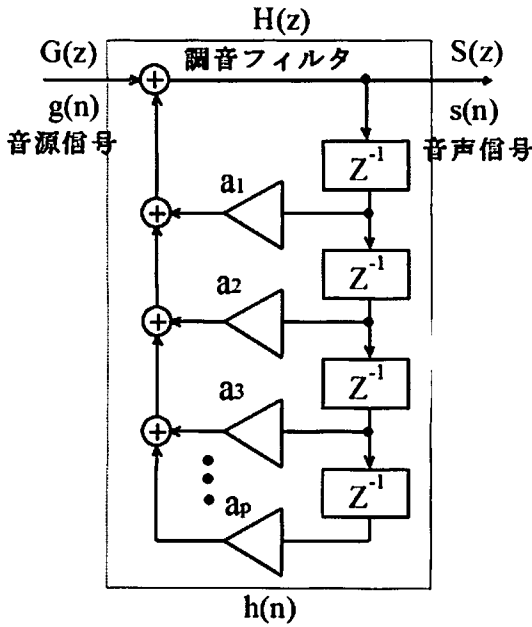 H(z)
G(z) 調音フィルタ S(z)
g(n) s(n)
音源信号 音声信号
Z⁻¹
a₁
Z⁻¹
a₂
Z⁻¹
a₃
Z⁻¹
aₚ
h(n)